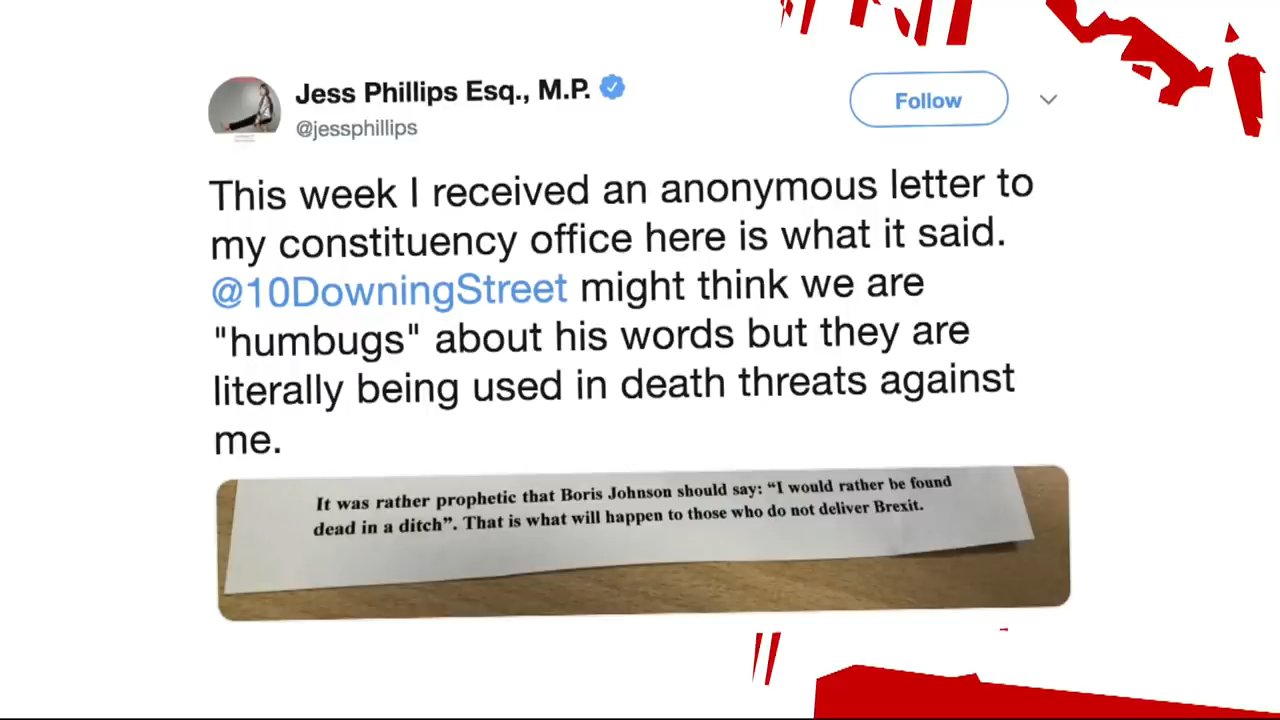 Jess Phillips Esq., M.P.
@jessphillips
Follow
This week I received an anonymous letter to
my constituency office here is what it said.
@10DowningStreet might think we are
"humbugs" about his words but they are
literally being used in death threats against
me.
It was rather prophetic that Boris Johnson should say: “I would rather be found
dead in a ditch”. That is what will happen to those who do not deliver Brexit.